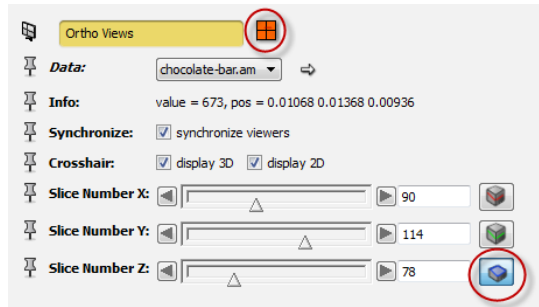 Ortho Views
Data: chocolate-bar.am
Info: value = 673, pos = 0.01068 0.01368 0.00936
Synchronize: synchronize viewers
Crosshair: display 3D display 2D
Slice Number X: 90
Slice Number Y: 114
Slice Number Z: 78